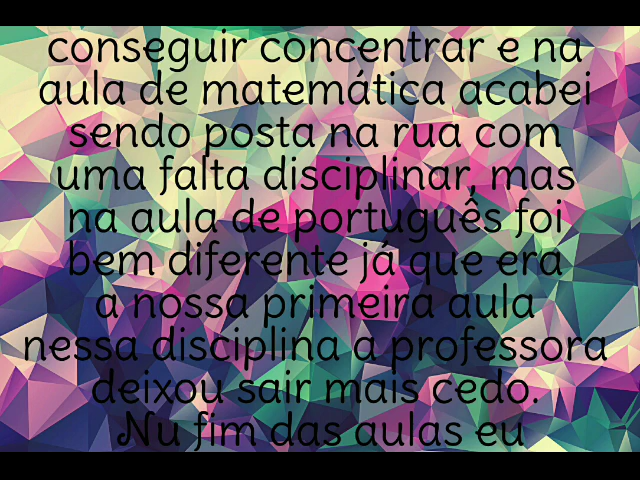 conseguir concentrar e na
aula de matemática acabei
sendo posta na rua com
uma falta disciplinar, mas
na aula de português foi
bem diferente já que era
a nossa primeira aula
nessa disciplina a professora
deixou sair mais cedo.
Nu fim das aulas eu